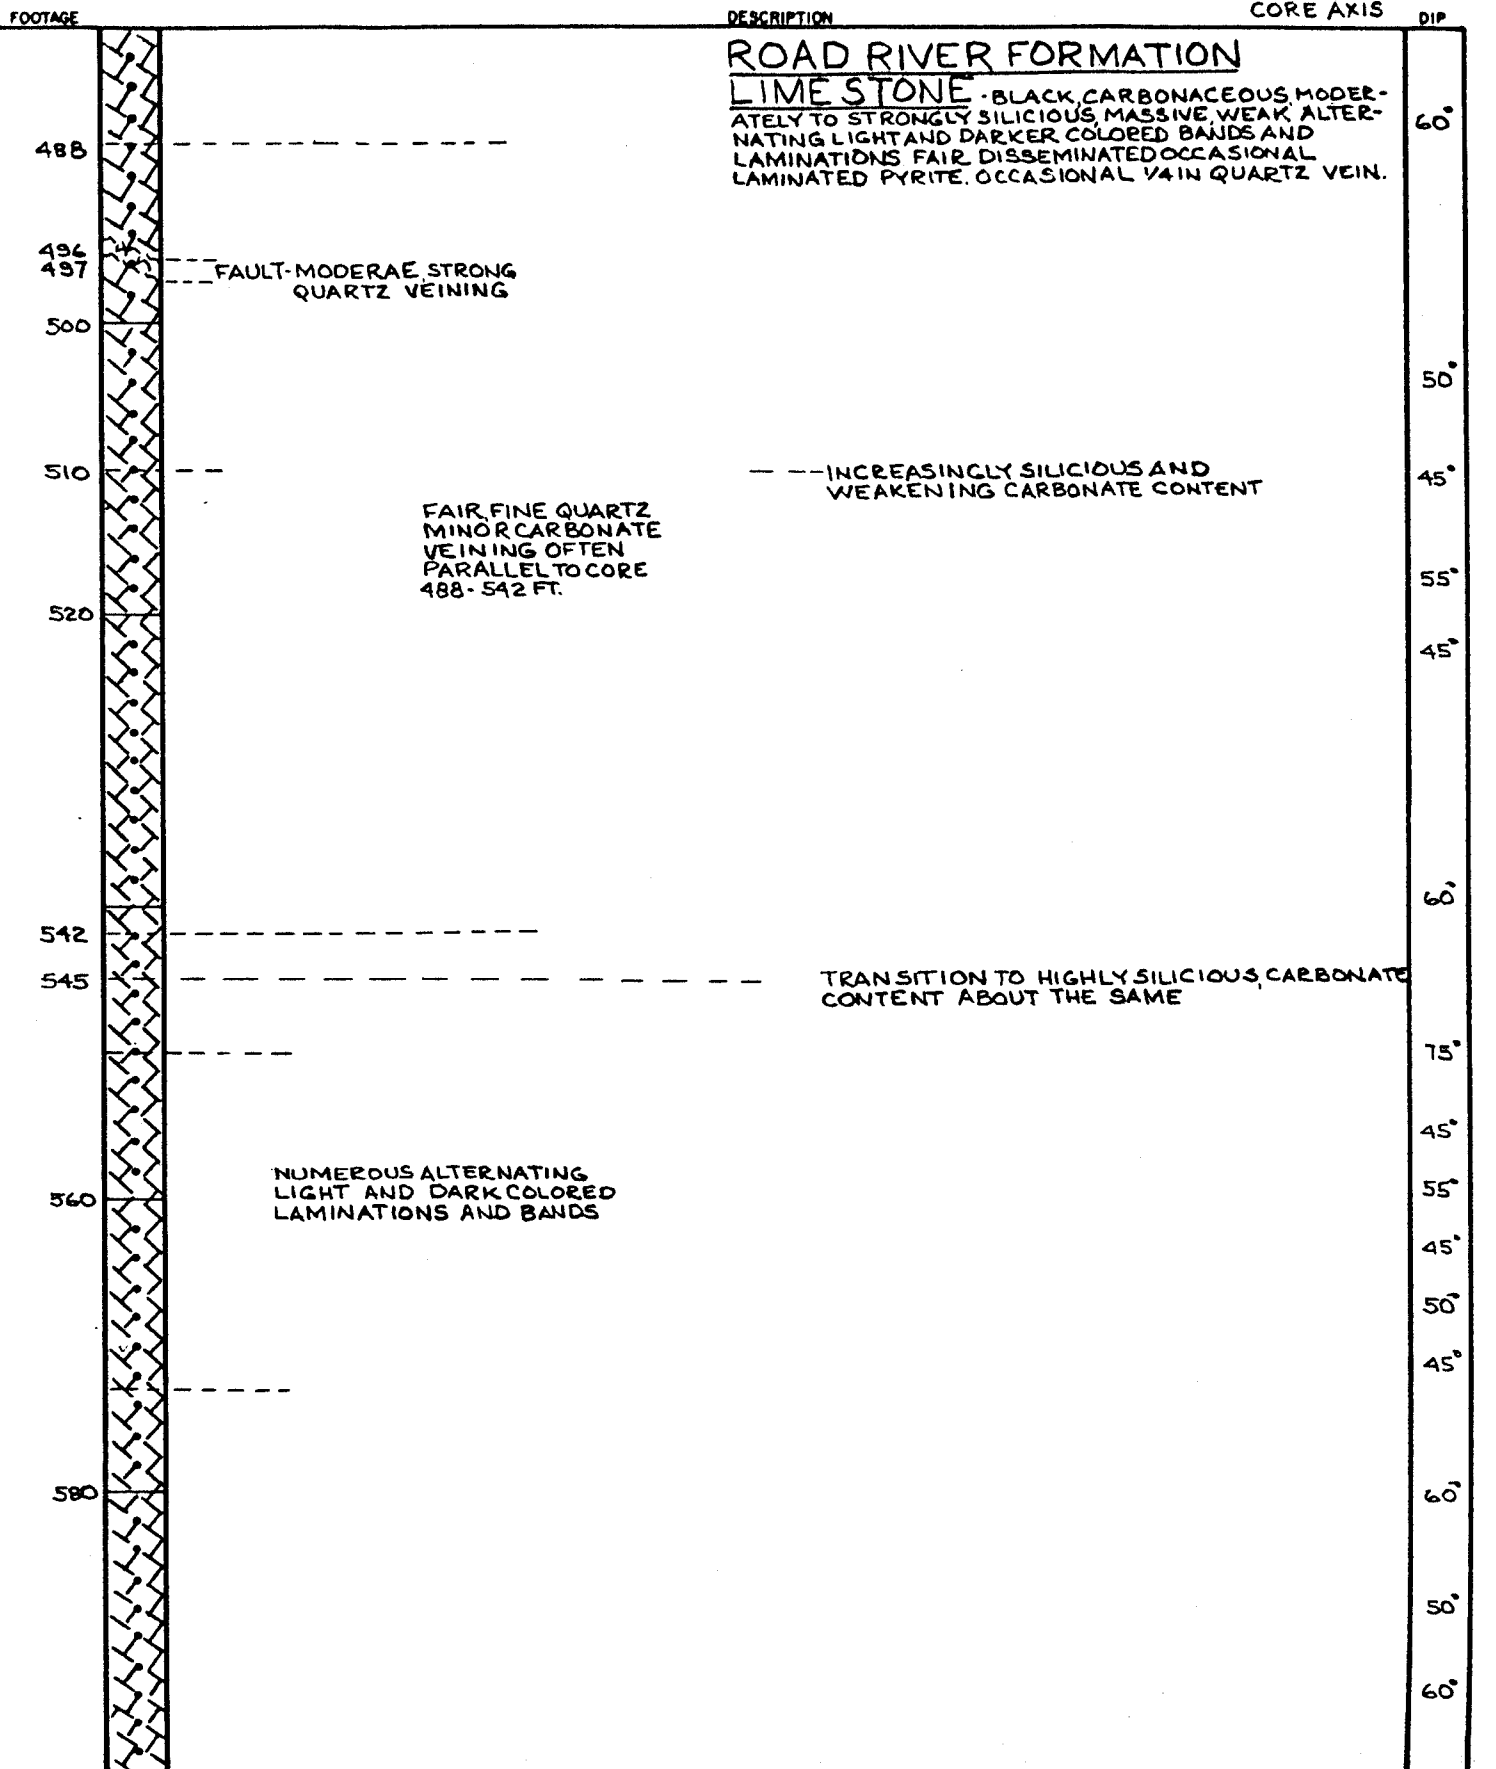 FOOTAGE DESCRIPTION CORE AXIS DIP
ROAD RIVER FORMATION
LIMESTONE - BLACK, CARBONACEOUS, MODER-
ATELY TO STRONGLY SILICIOUS, MASSIVE, WEAK ALTER-
60°
NATING LIGHT AND DARKER COLORED BANDS AND
488
LAMINATIONS FAIR DISSEMINATED OCCASIONAL
LAMINATED PYRITE. OCCASIONAL 1/4 IN QUARTZ VEIN.
496
497
FAULT-MODERAE, STRONG
QUARTZ VEINING
500
50°
510
INCREASINGLY SILICIOUS AND
45°
WEAKENING CARBONATE CONTENT
FAIR, FINE QUARTZ
MINOR CARBONATE
VEINING OFTEN
PARALLEL TO CORE
55°
488-542 FT.
520
45°
60°
542
545
TRANSITION TO HIGHLY SILICIOUS, CARBONATE
CONTENT ABOUT THE SAME
75°
45°
NUMEROUS ALTERNATING
LIGHT AND DARK COLORED
55°
560
LAMINATIONS AND BANDS
45°
50°
45°
580
60°
50°
60°